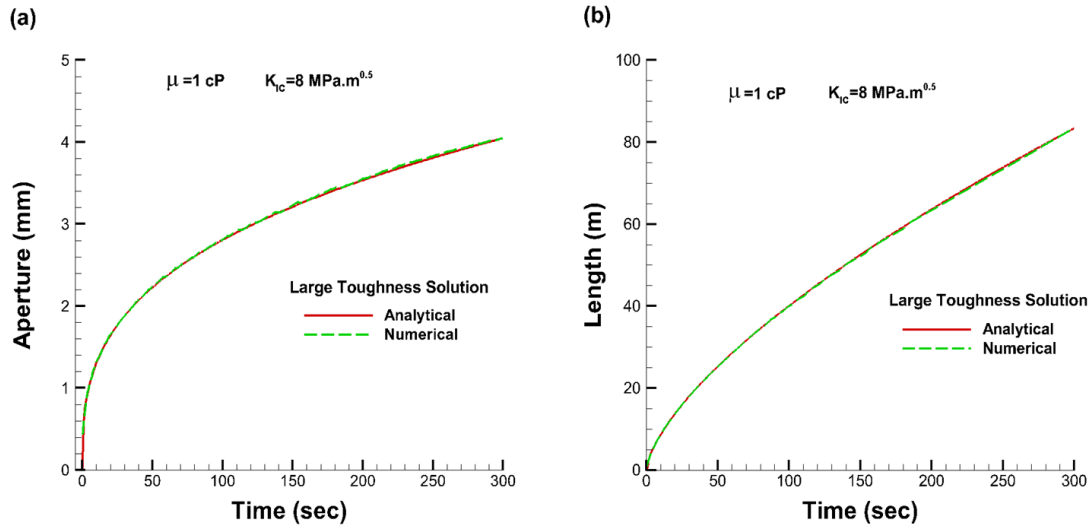 (a)
μ =1 cP K_IC=8 MPa.m^0.5
5
4
3
2
1
0
Aperture (mm)
Large Toughness Solution
Analytical
Numerical
0 50 100 150 200 250 300
Time (sec)
(b)
μ =1 cP K_IC=8 MPa.m^0.5
100
80
60
40
20
0
Length (m)
Large Toughness Solution
Analytical
Numerical
0 50 100 150 200 250 300
Time (sec)